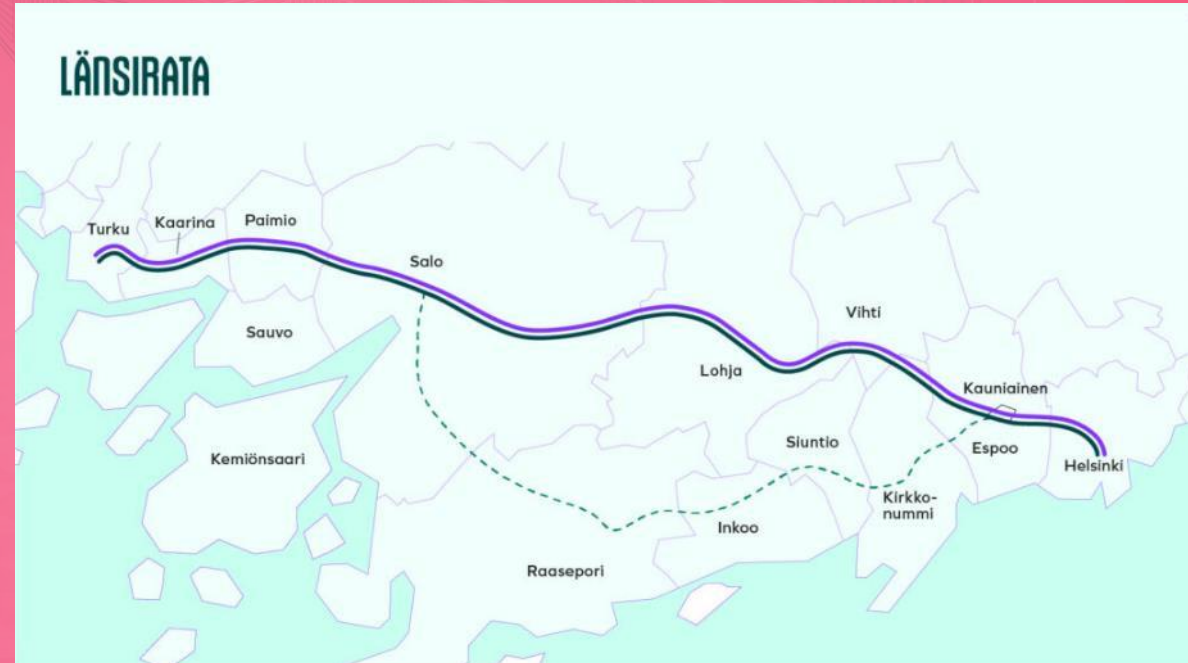 LÄNSIRATA
Turku
Kaarina
Paimio
Salo
Sauvo
Vihti
Lohja
Kauniainen
Kemiönsaari
Siuntio
Espoo
Helsinki
Kirkko-
nummi
Inkoo
Raasepori